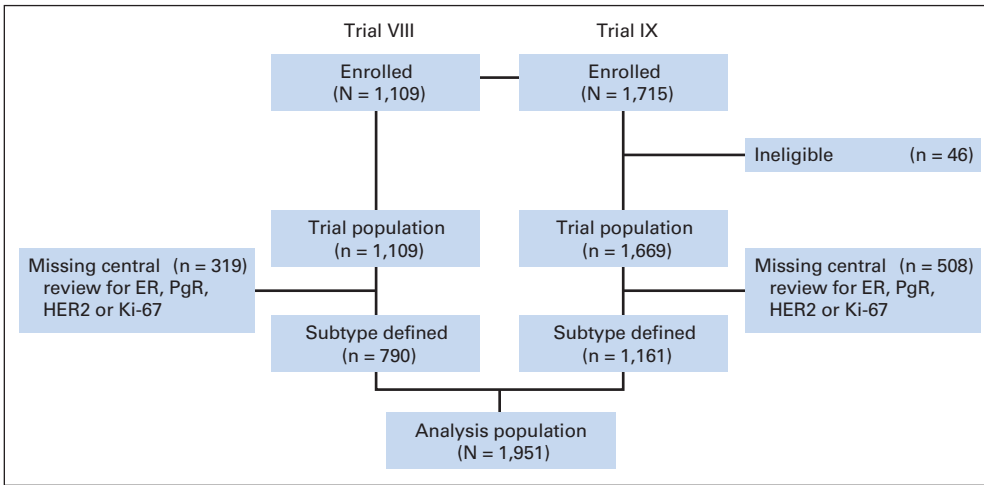 Trial VIII
Trial IX
Enrolled
(N = 1,109)
Enrolled
(N = 1,715)
Ineligible (n = 46)
Trial population
(n = 1,109)
Trial population
(n = 1,669)
Missing central (n = 319)
review for ER, PgR,
HER2 or Ki-67
Missing central (n = 508)
review for ER, PgR,
HER2 or Ki-67
Subtype defined
(n = 790)
Subtype defined
(n = 1,161)
Analysis population
(N = 1,951)